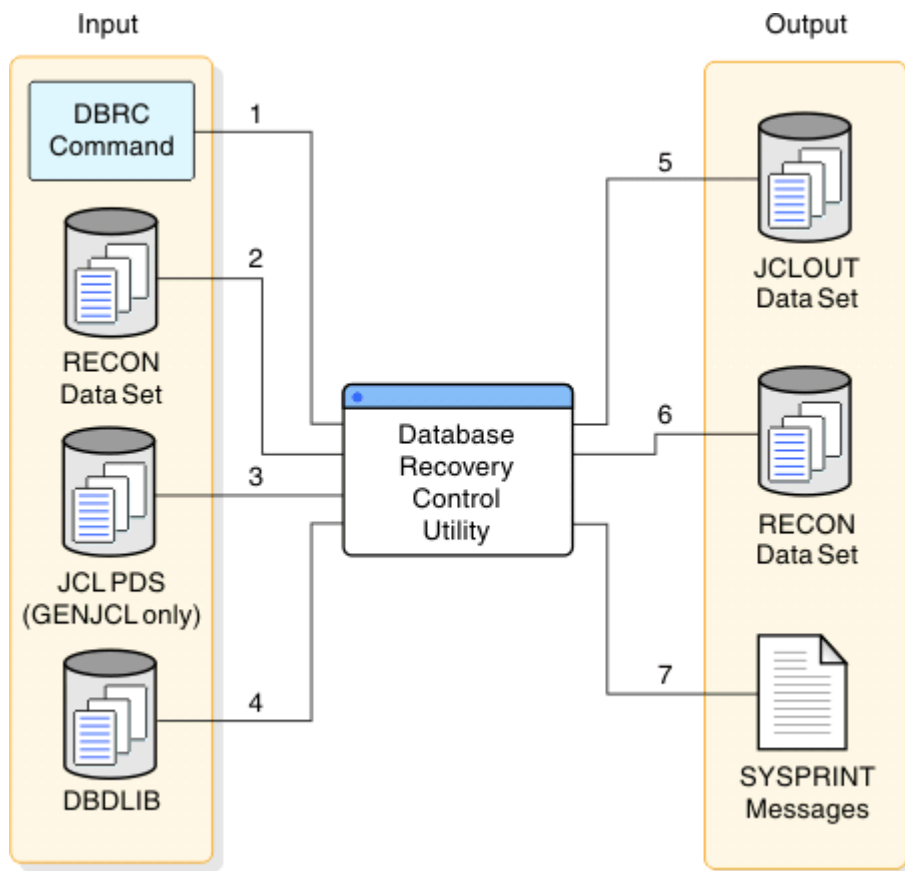 Input
DBRC
Command
1
RECON
Data Set
2
JCL PDS
(GENJCL only)
3
DBDLIB
4
Database
Recovery
Control
Utility
Output
5
JCLOUT
Data Set
6
RECON
Data Set
7
SYSPRINT
Messages